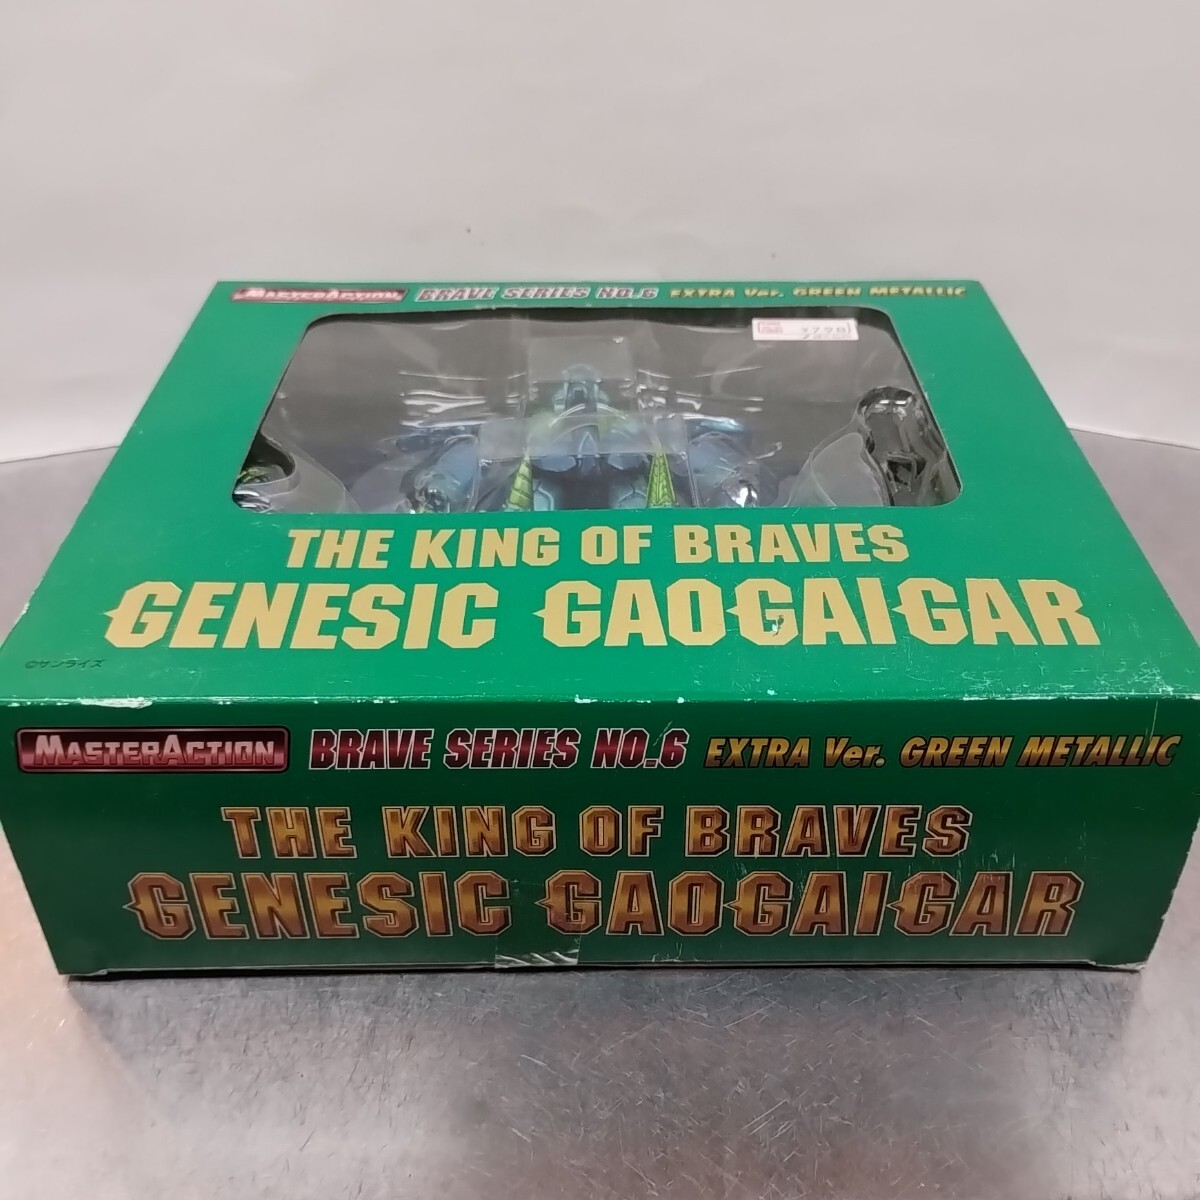 MASTERACTION BRAVE SERIES NO.6 EXTRA Ver. GREEN METALLIC
THE KING OF BRAVES
GENESIC GAOGAIGAR
©サンライズ
MASTERACTION BRAVE SERIES NO.6 EXTRA Ver. GREEN METALLIC
THE KING OF BRAVES
GENESIC GAOGAIGAR